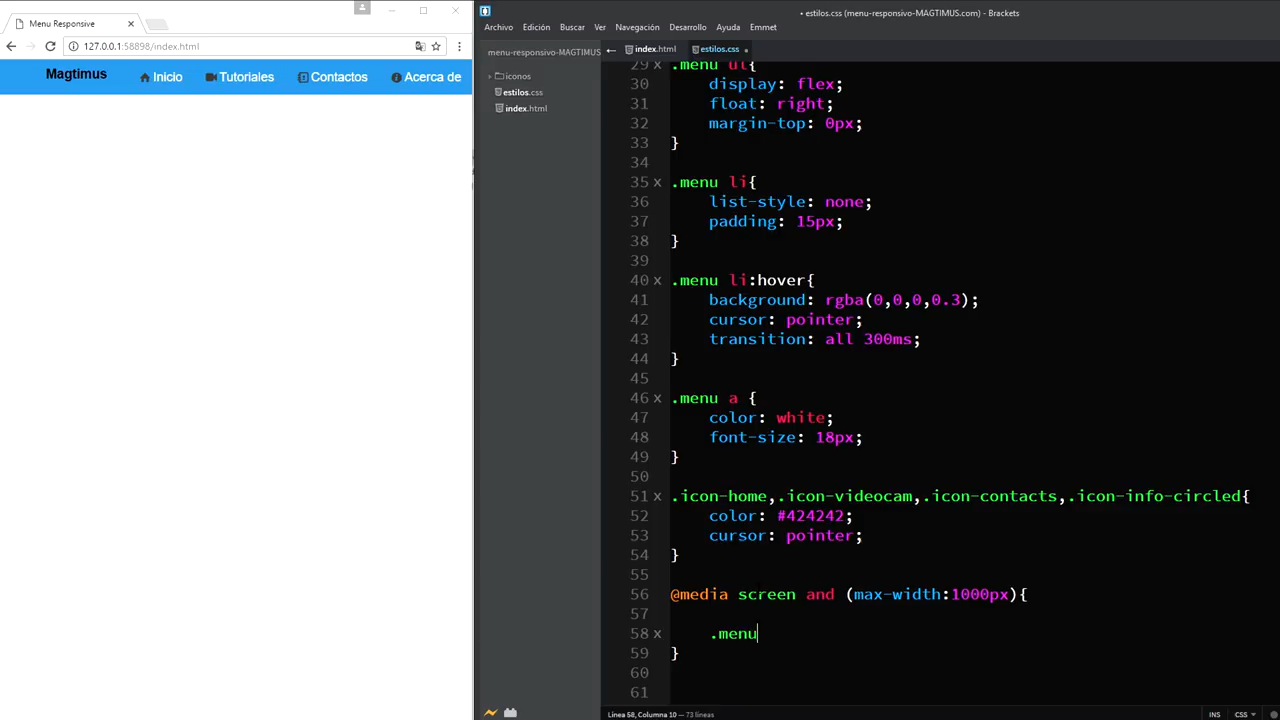 Menu Responsive
127.0.0.1:58898/index.html
Magtimus
Inicio
Tutoriales
Contactos
Acerca de
• estilos.css (menu-responsivo-MAGTIMUS.com) - Brackets
Archivo Edición Buscar Ver Navegación Desarrollo Ayuda Emmet
menu-responsivo-MAGTIMUS
iconos
estilos.css
index.html
index.html estilos.css
29 .menu ul{
30 display: flex;
31 float: right;
32 margin-top: 0px;
33 }
34
35 .menu li{
36 list-style: none;
37 padding: 15px;
38 }
39
40 .menu li:hover{
41 background: rgba(0,0,0,0.3);
42 cursor: pointer;
43 transition: all 300ms;
44 }
45
46 .menu a {
47 color: white;
48 font-size: 18px;
49 }
50
51 .icon-home,.icon-videocam,.icon-contacts,.icon-info-circled{
52 color: #424242;
53 cursor: pointer;
54 }
55
56 @media screen and (max-width:1000px){
57
58 .menu
59 }
60
61
Línea 58, Columna 10 — 73 líneas
INS CSS